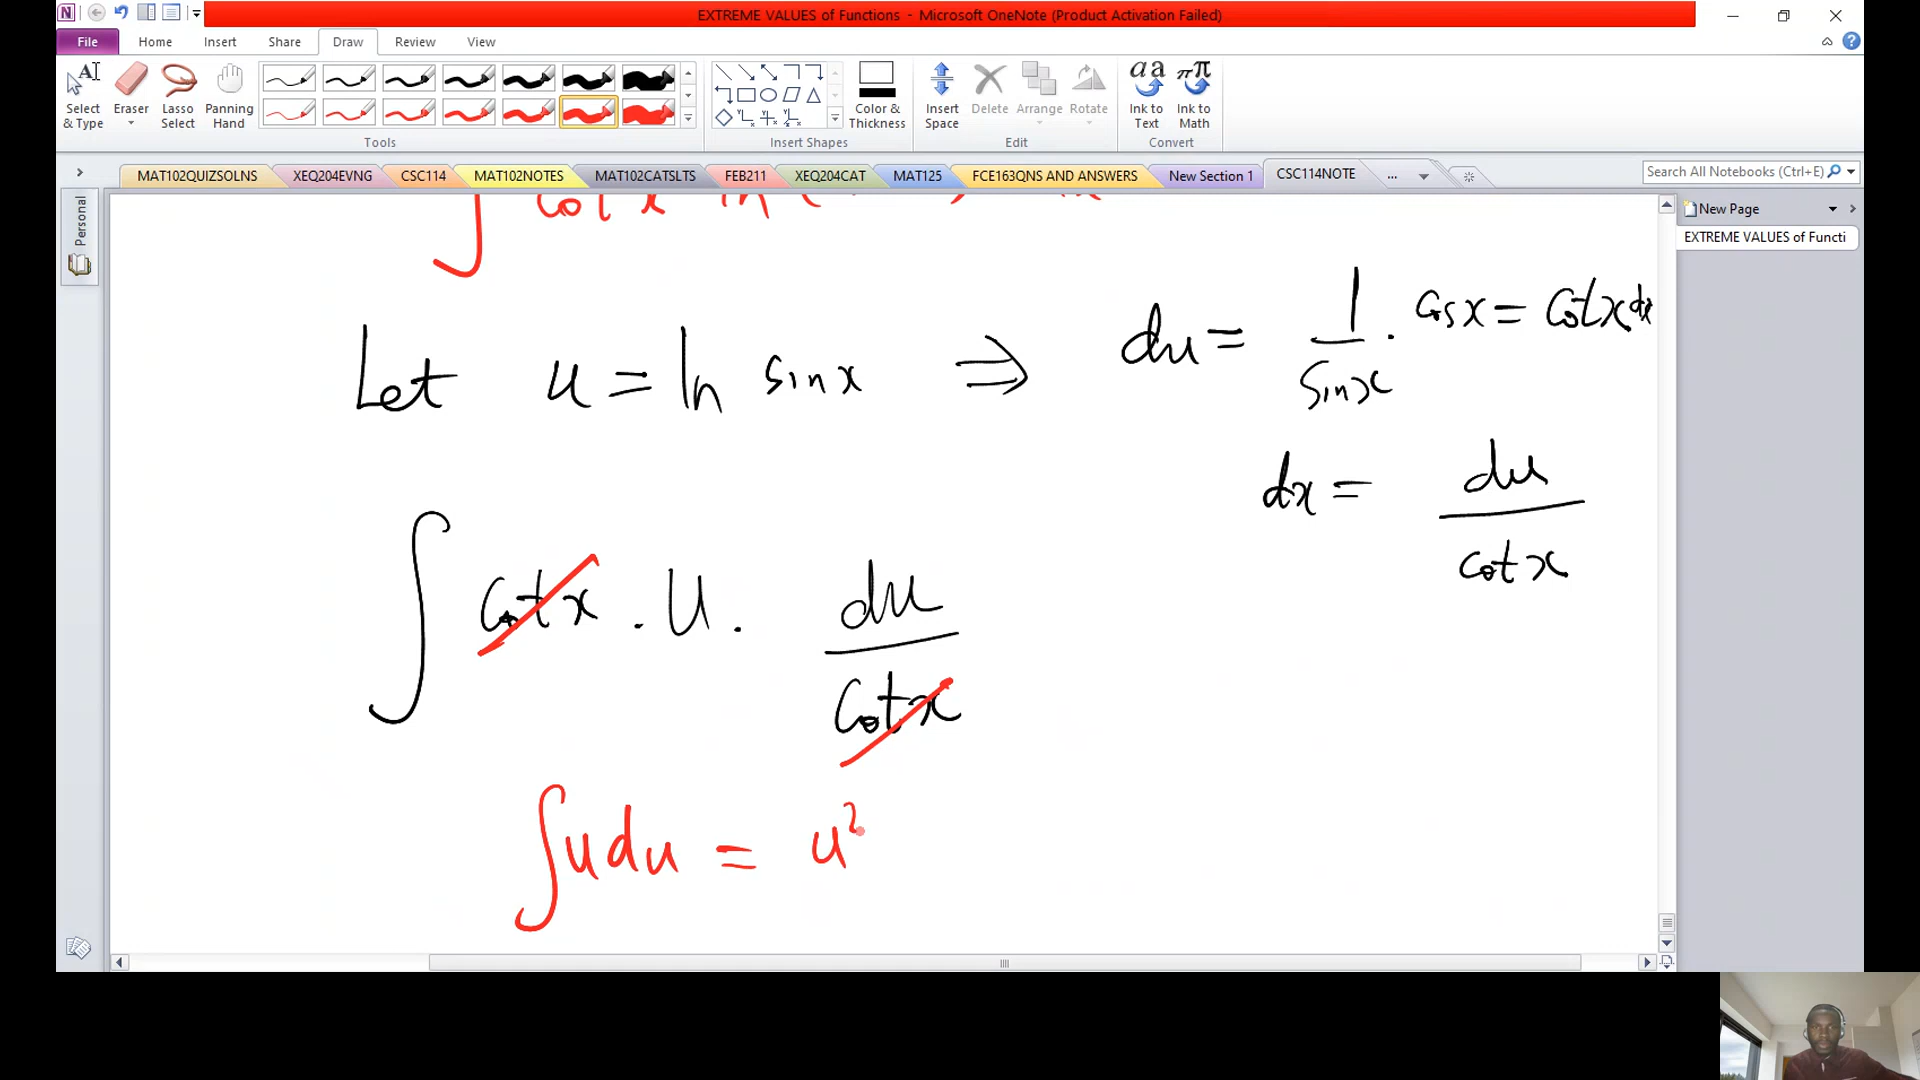 EXTREME VALUES of Functions - Microsoft OneNote (Product Activation Failed)
File Home Insert Share Draw Review View
Select & Type Eraser Lasso Select Panning Hand Color & Thickness Insert Space Delete Arrange Rotate Ink to Text Ink to Math
Tools Insert Shapes Edit Convert
MAT102QUIZSOLNS XEQ204EVNG CSC114 MAT102NOTES MAT102CATSLTS FEB211 XEQ204CAT MAT125 FCE163QNS AND ANSWERS New Section 1 CSC114NOTE ... Search All Notebooks (Ctrl+E)
Personal
New Page
EXTREME VALUES of Functi
∫ cot x ln
Let u = ln sinx ⇒ du = 1/sinx . cosx = cotx dx
dx = du/cotx
∫ cotx . u . du/cotx
∫udu = u²